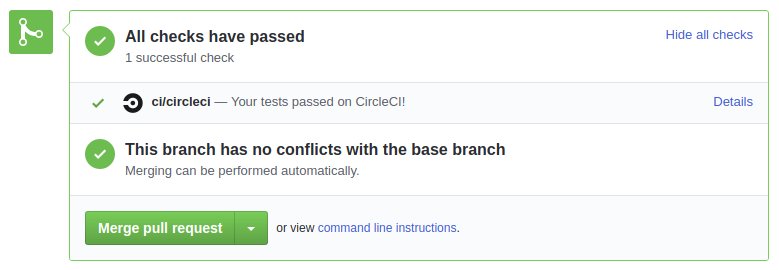 All checks have passed
Hide all checks
1 successful check
ci/circleci — Your tests passed on CircleCI!
Details
This branch has no conflicts with the base branch
Merging can be performed automatically.
Merge pull request
or view command line instructions.